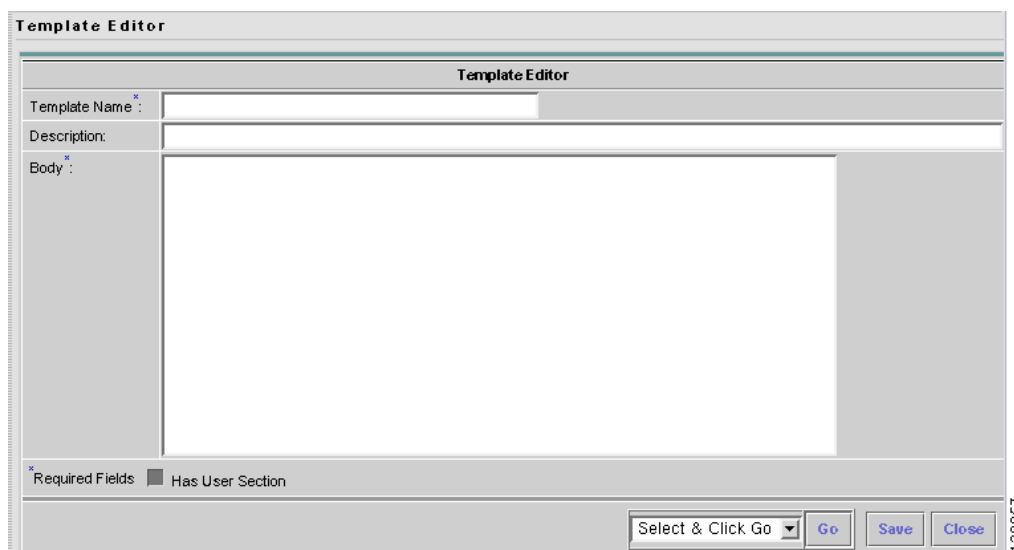 Template Editor
Template Editor
Template Name*:
Description:
Body*:
*Required Fields Has User Section
Select & Click Go Go Save Close